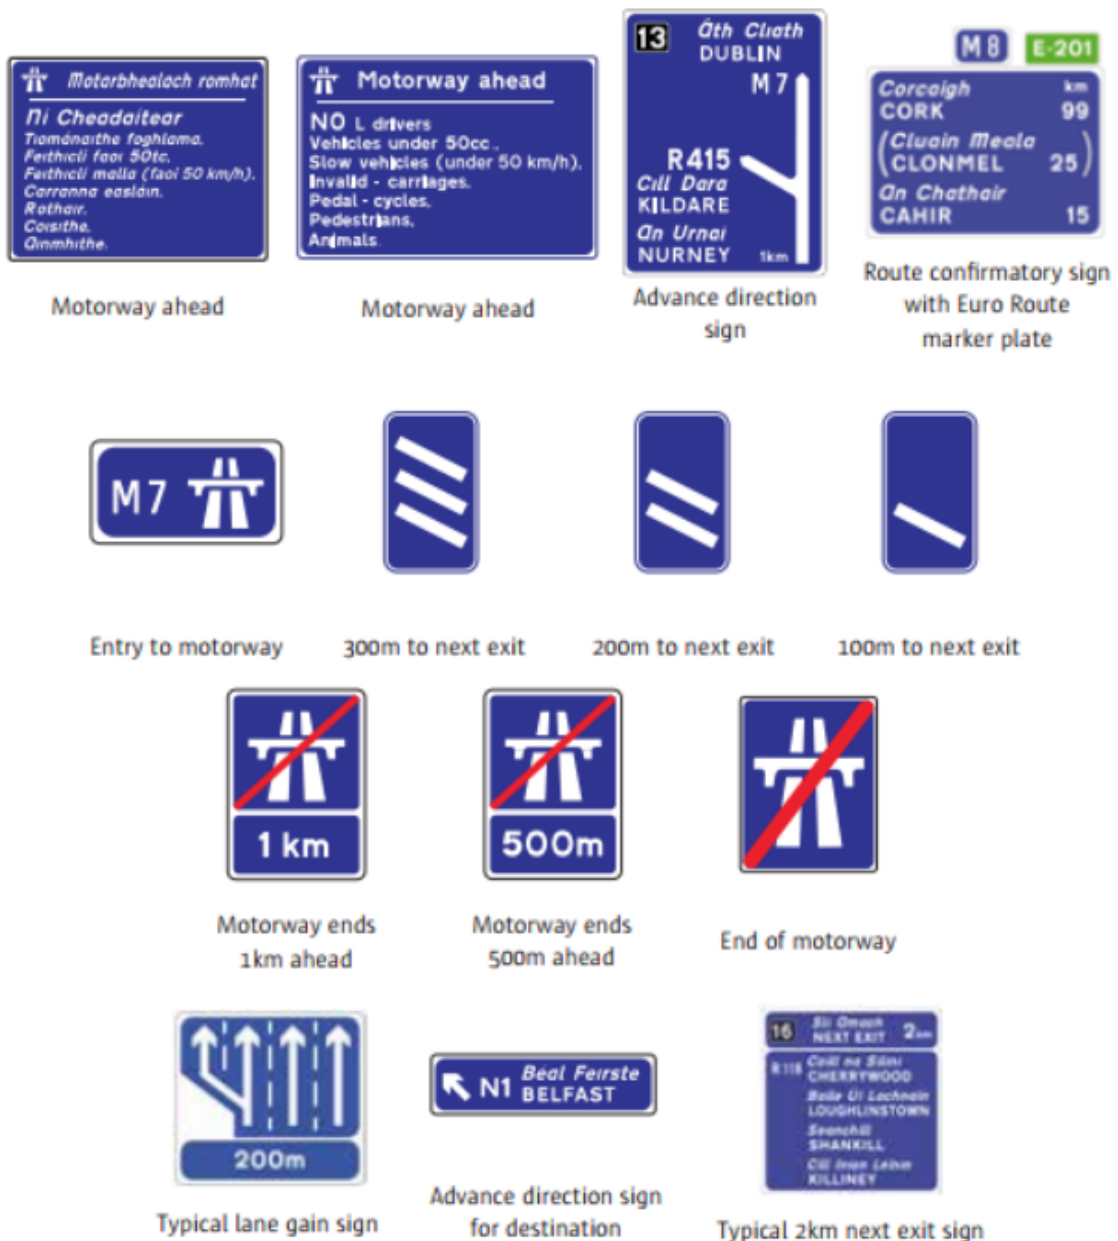 Motarbhealach romhat
Ní Cheadaítear
Tiománaithe foghlama.
Feithiclí faoi 50cc.
Feithiclí malla (faoi 50 km/h).
Carranna easláin.
Rothair.
Coisithe.
Ainmhithe.
Motorway ahead
Motorway ahead
NO L drivers
Vehicles under 50cc.,
Slow vehicles (under 50 km/h).
Invalid - carriages.
Pedal - cycles.
Pedestrians.
Animals.
Motorway ahead
13 Áth Cliath
DUBLIN
M7
R415
Cill Dara
KILDARE
An Urnaí
NURNEY 1km
Advance direction
sign
M8 E-201
Corcaigh km
CORK 99
(Cluain Meala
CLONMEL 25)
An Chathair
CAHIR 15
Route confirmatory sign
with Euro Route
marker plate
M7
Entry to motorway
300m to next exit
200m to next exit
100m to next exit
1 km
Motorway ends
1km ahead
500m
Motorway ends
500m ahead
End of motorway
200m
Typical lane gain sign
N1 Béal Feirste
BELFAST
Advance direction sign
for destination
16 Slí Amach
NEXT EXIT 2km
R118
CHERRYWOOD
LOUGHLINSTOWN
Seanchill
SHANKILL
KILLINEY
Typical 2km next exit sign